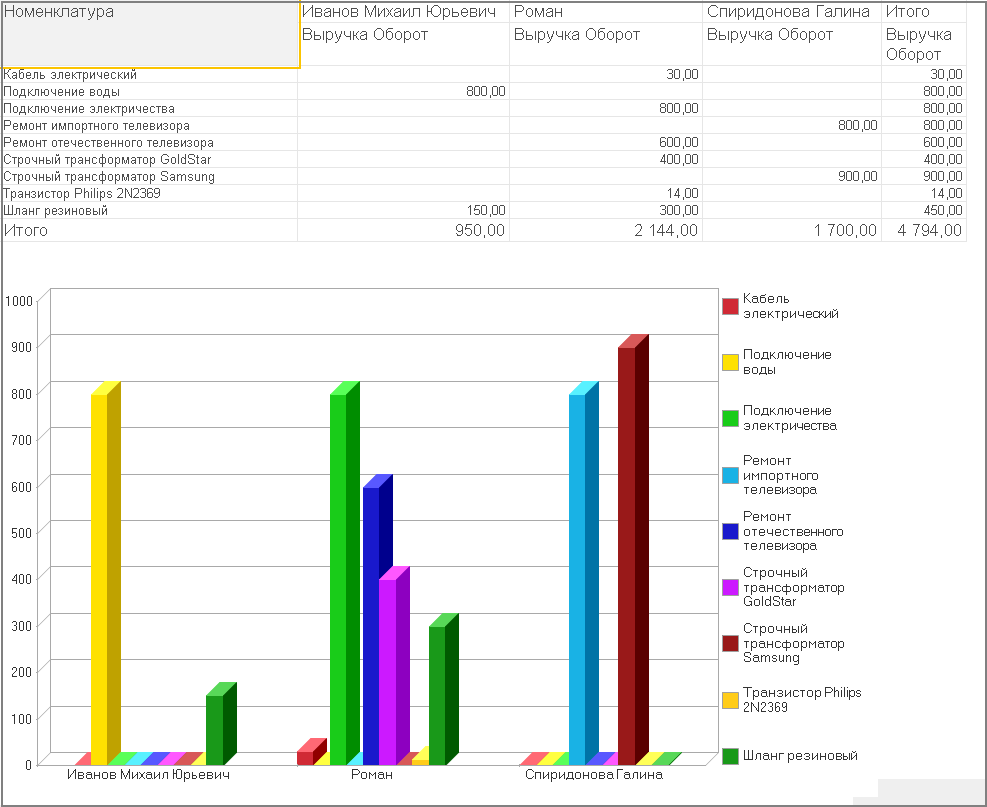 Номенклатура Иванов Михаил Юрьевич Роман Спиридонова Галина Итого
Выручка Оборот Выручка Оборот Выручка Оборот Выручка
Оборот
Кабель электрический 30,00 30,00
Подключение воды 800,00 800,00
Подключение электричества 800,00 800,00
Ремонт импортного телевизора 800,00 800,00
Ремонт отечественного телевизора 600,00 600,00
Строчный трансформатор GoldStar 400,00 400,00
Строчный трансформатор Samsung 900,00 900,00
Транзистор Philips 2N2369 14,00 14,00
Шланг резиновый 150,00 300,00 450,00
Итого 950,00 2 144,00 1 700,00 4 794,00
1000
900
800
700
600
500
400
300
200
100
0
Иванов Михаил Юрьевич Роман Спиридонова Галина
Кабель
электрический
Подключение
воды
Подключение
электричества
Ремонт
импортного
телевизора
Ремонт
отечественного
телевизора
Строчный
трансформатор
GoldStar
Строчный
трансформатор
Samsung
Транзистор Philips
2N2369
Шланг резиновый